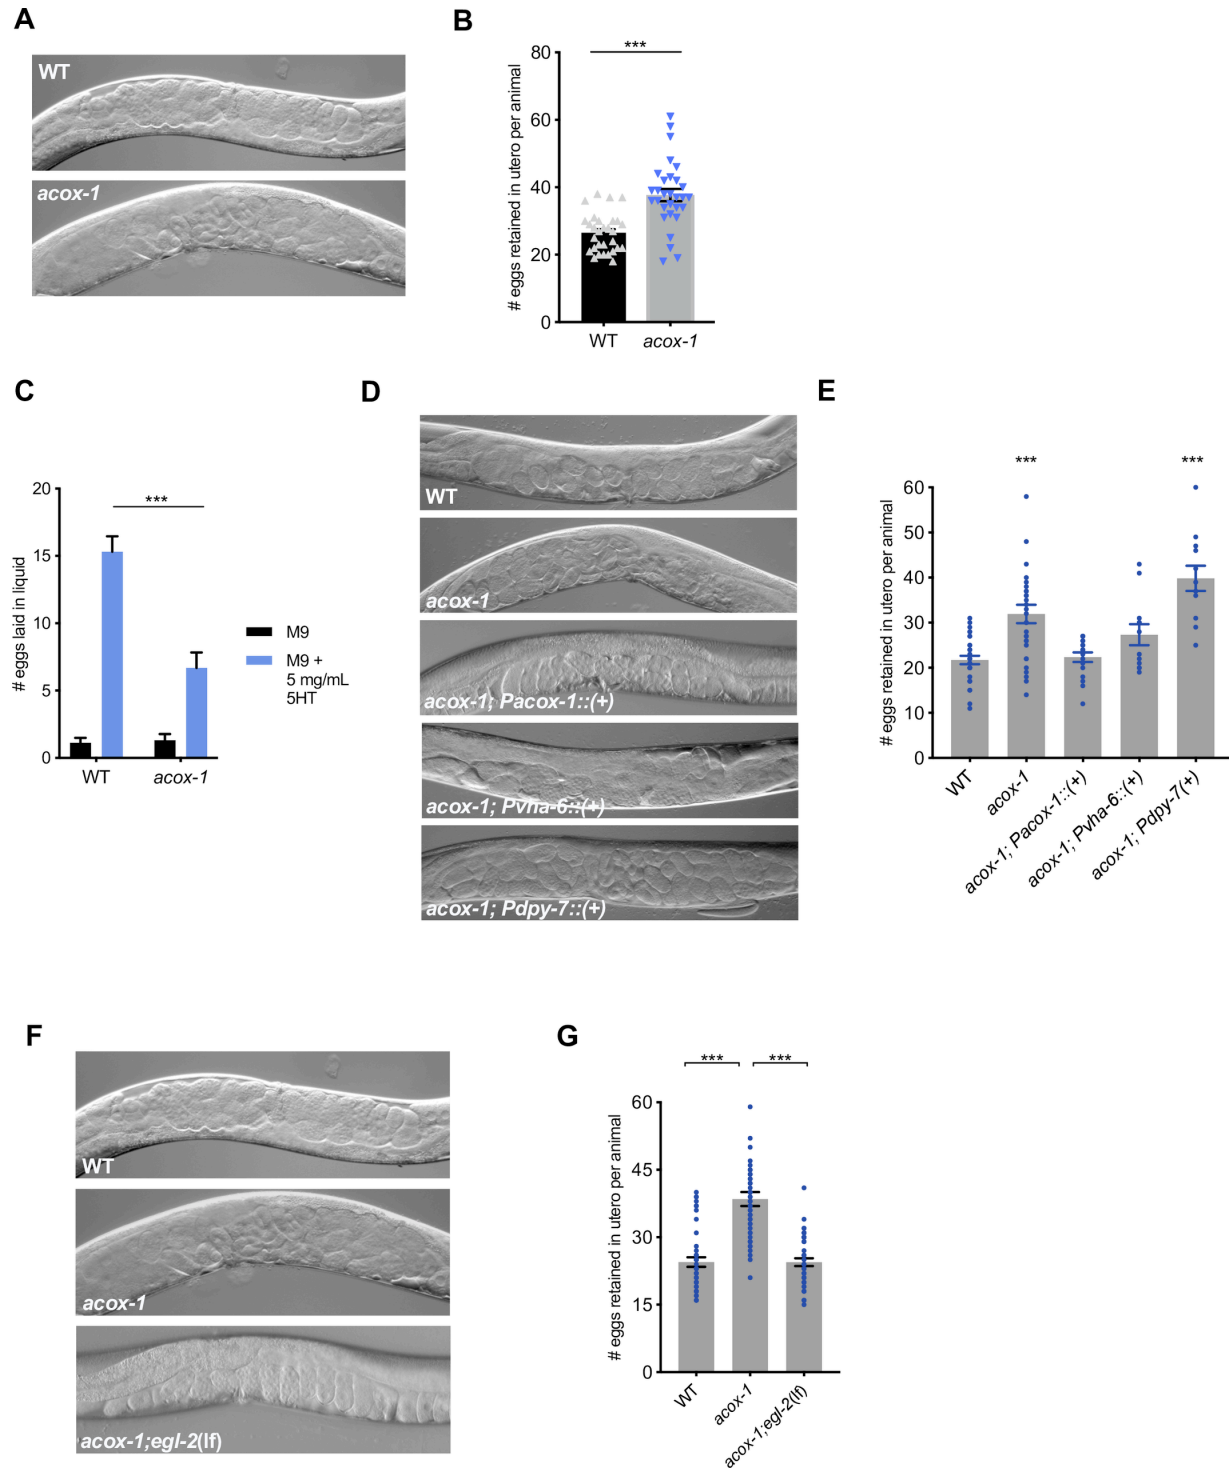 A
WT
acox-1
B
***
# eggs retained in utero per animal
80
60
40
20
0
WT
acox-1
C
***
# eggs laid in liquid
20
15
10
5
0
WT
acox-1
M9
M9 +
5 mg/mL
5HT
D
WT
acox-1
acox-1; Pacox-1::(+)
acox-1; Pvha-6::(+)
acox-1; Pdpy-7::(+)
E
***
***
# eggs retained in utero per animal
60
50
40
30
20
10
0
WT
acox-1
acox-1; Pacox-1::(+)
acox-1; Pvha-6::(+)
acox-1; Pdpy-7(+)
F
WT
acox-1
acox-1;egl-2(lf)
G
***
***
# eggs retained in utero per animal
60
45
30
15
0
WT
acox-1
acox-1;egl-2(lf)